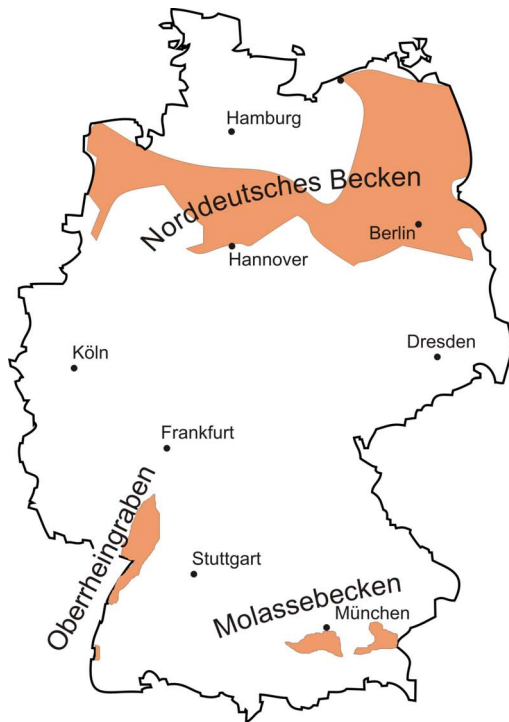 Hamburg
Norddeutsches Becken
Berlin
Hannover
Köln
Dresden
Frankfurt
Oberrheingraben
Stuttgart
Molassebecken
München